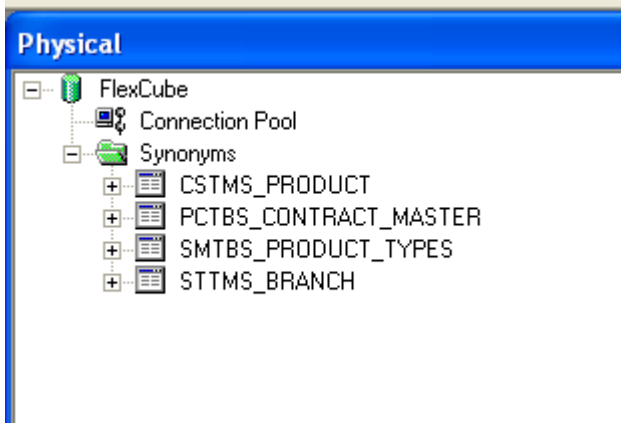 Physical
FlexCube
Connection Pool
Synonyms
CSTMS_PRODUCT
PCTBS_CONTRACT_MASTER
SMTBS_PRODUCT_TYPES
STTMS_BRANCH